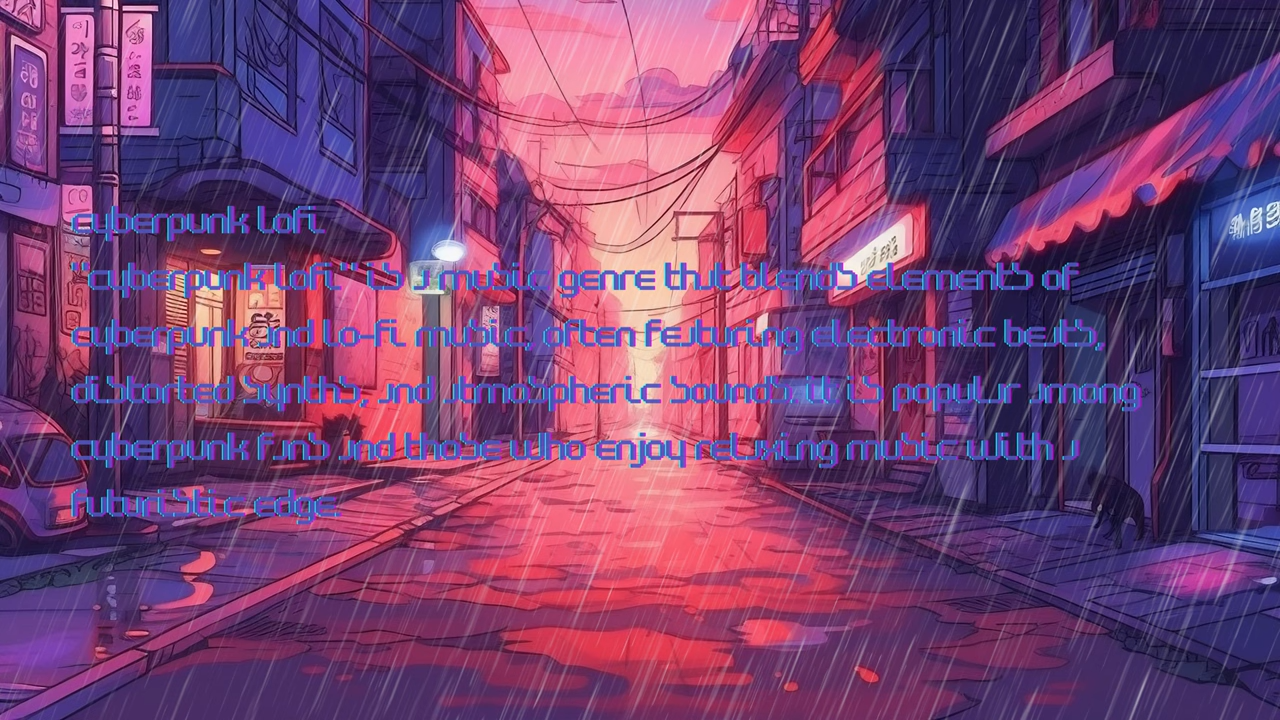 cyberpunk lofi
"cyberpunk lofi" is a music genre that blends elements of
cyberpunk and lo-fi music, often featuring electronic beats,
distorted synths, and atmospheric sounds. it is popular among
cyberpunk fans and those who enjoy relaxing music with a
futuristic edge.